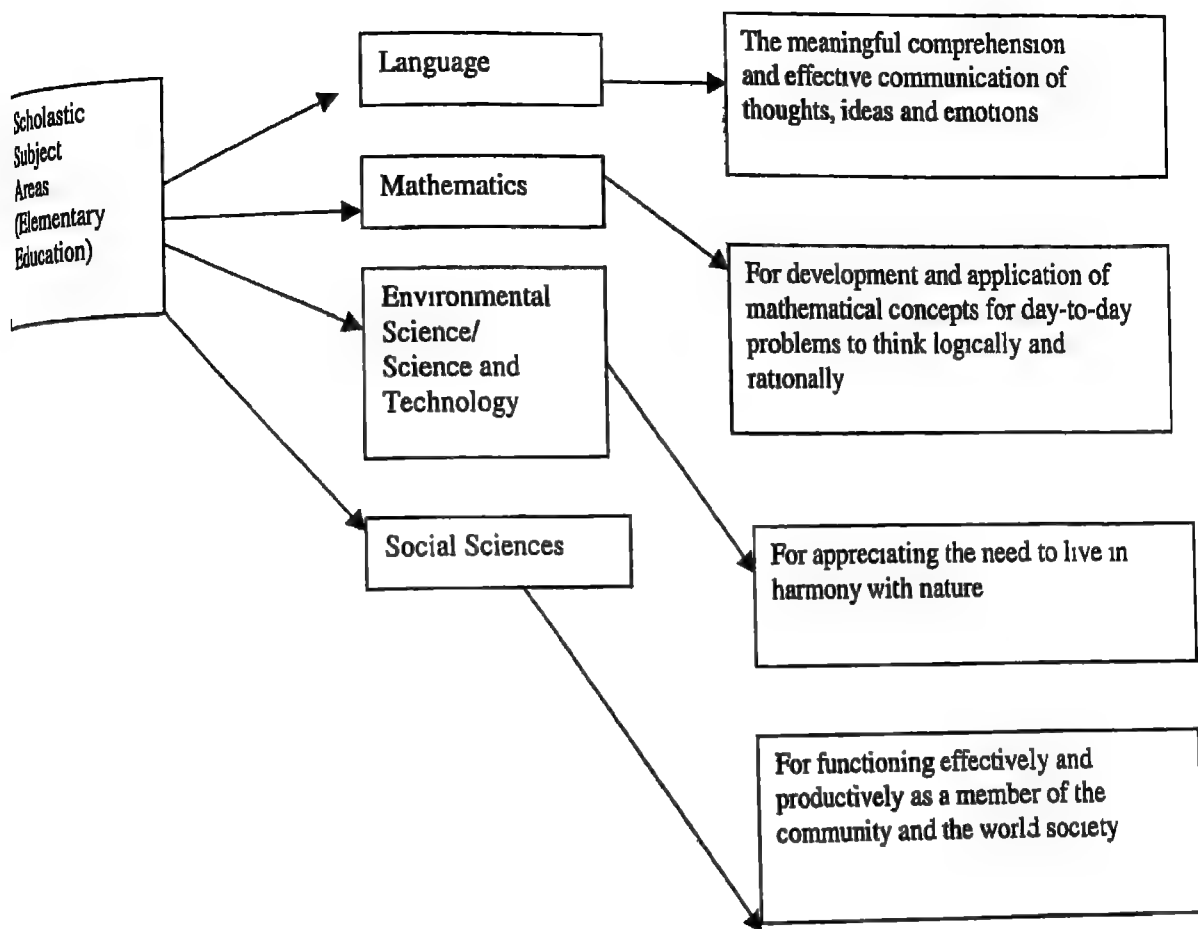 Scholastic
Subject
Areas
(Elementary
Education)
Language
The meaningful comprehension
and effective communication of
thoughts, ideas and emotions
Mathematics
For development and application of
mathematical concepts for day-to-day
problems to think logically and
rationally
Environmental
Science/
Science and
Technology
For appreciating the need to live in
harmony with nature
Social Sciences
For functioning effectively and
productively as a member of the
community and the world society